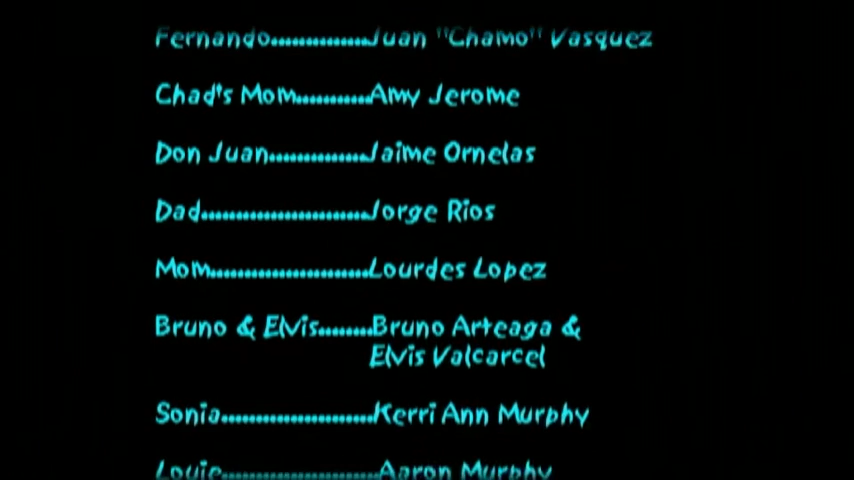 Fernando..............Juan "Chamo" Vasquez
Chad's Mom...........Amy Jerome
Don Juan..............Jaime Ornelas
Dad........................Jorge Rios
Mom.......................Lourdes Lopez
Bruno & Elvis........Bruno Arteaga &
Elvis Valcarcel
Sonia......................Kerri Ann Murphy
Louie......................Aaron Murphy